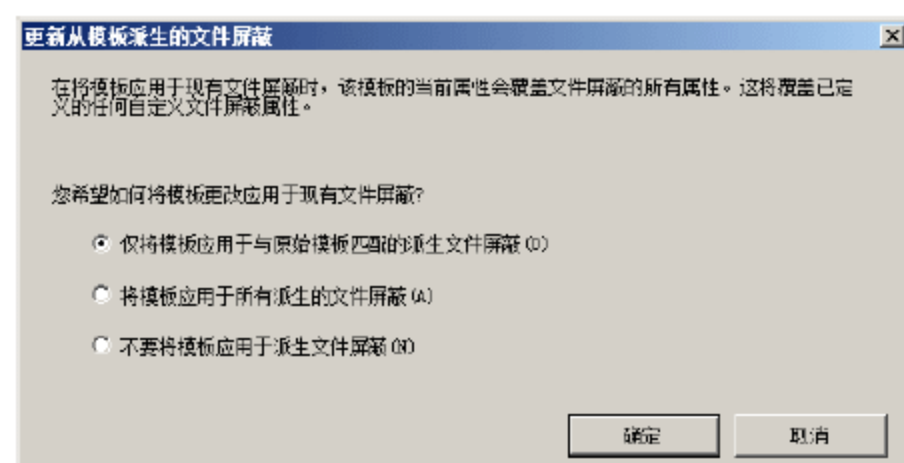 更新从模板派生的文件屏蔽
在将模板应用于现有文件屏蔽时，该模板的当前属性会覆盖文件屏蔽的所有属性。这将覆盖已定
义的任何自定义文件屏蔽属性。
您希望如何将模板更改应用于现有文件屏蔽?
仅将模板应用于与原始模板匹配的派生文件屏蔽(O)
将模板应用于所有派生的文件屏蔽(A)
不要将模板应用于派生文件屏蔽(N)
确定
取消